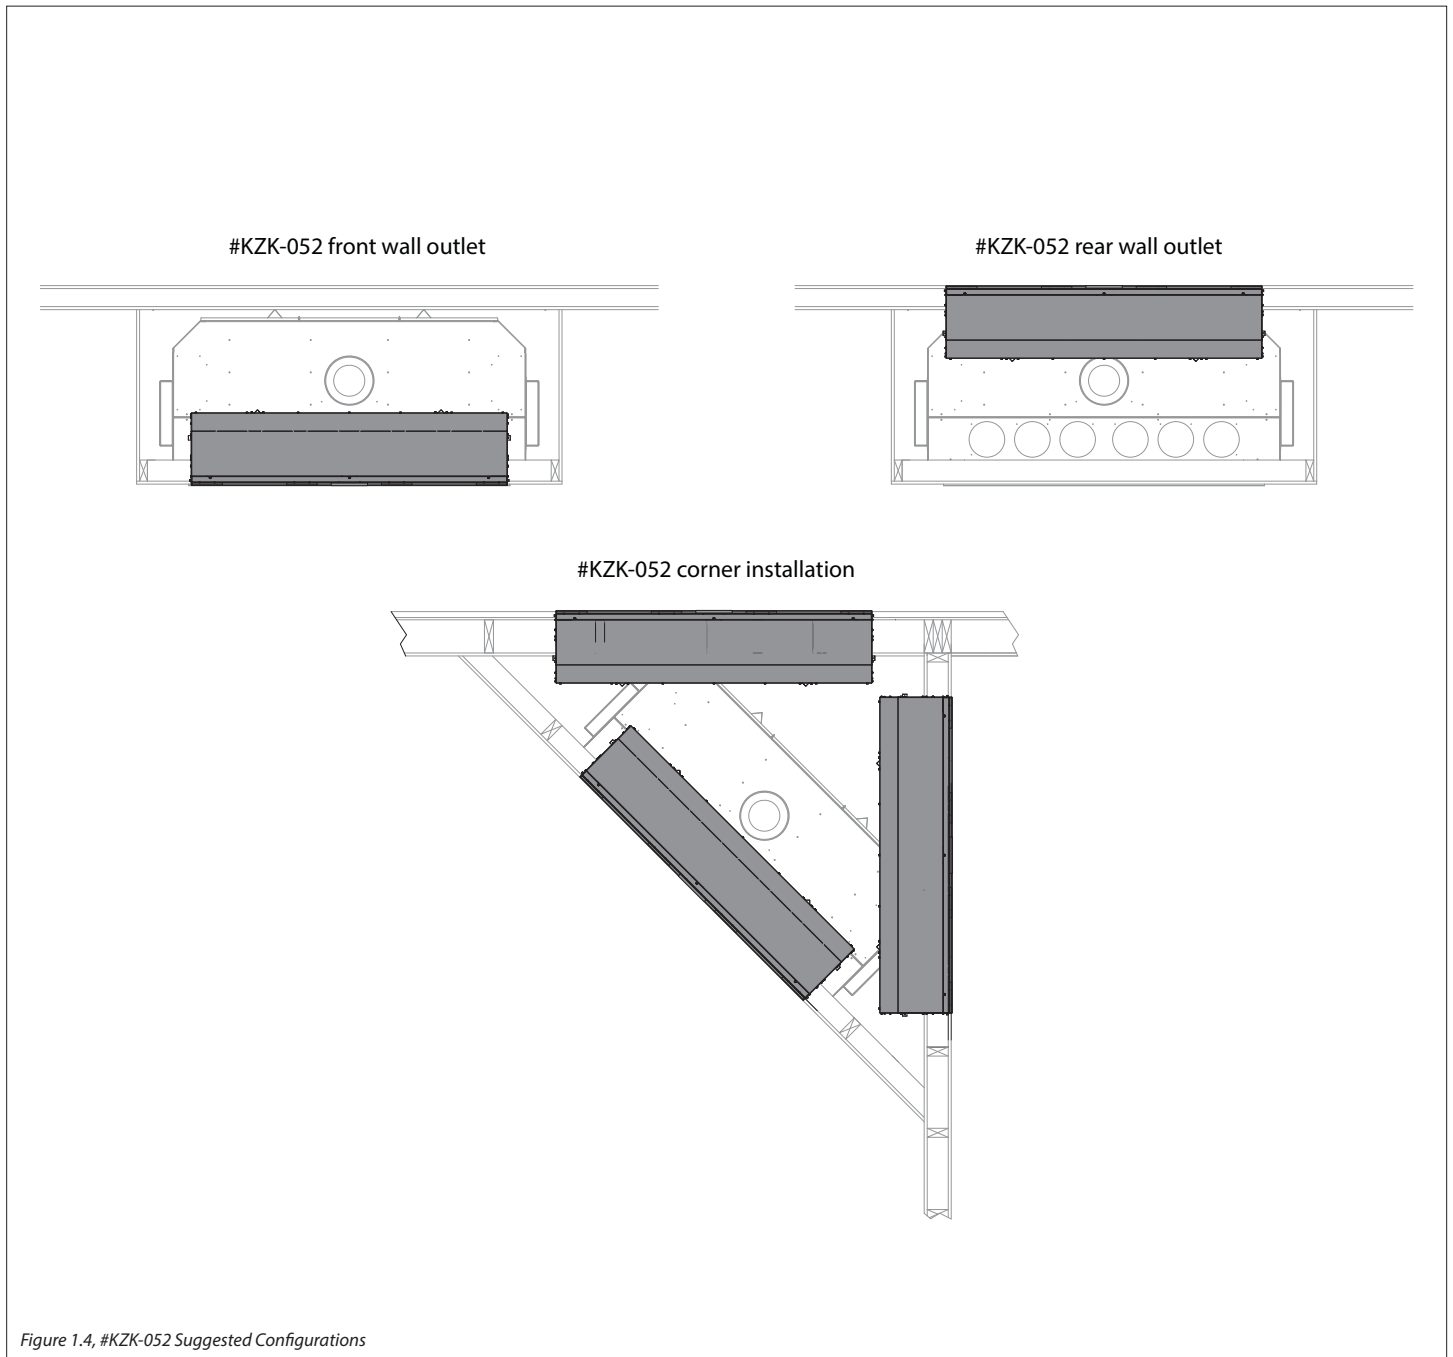 #KZK-052 front wall outlet
#KZK-052 rear wall outlet
#KZK-052 corner installation
Figure 1.4, #KZK-052 Suggested Configurations